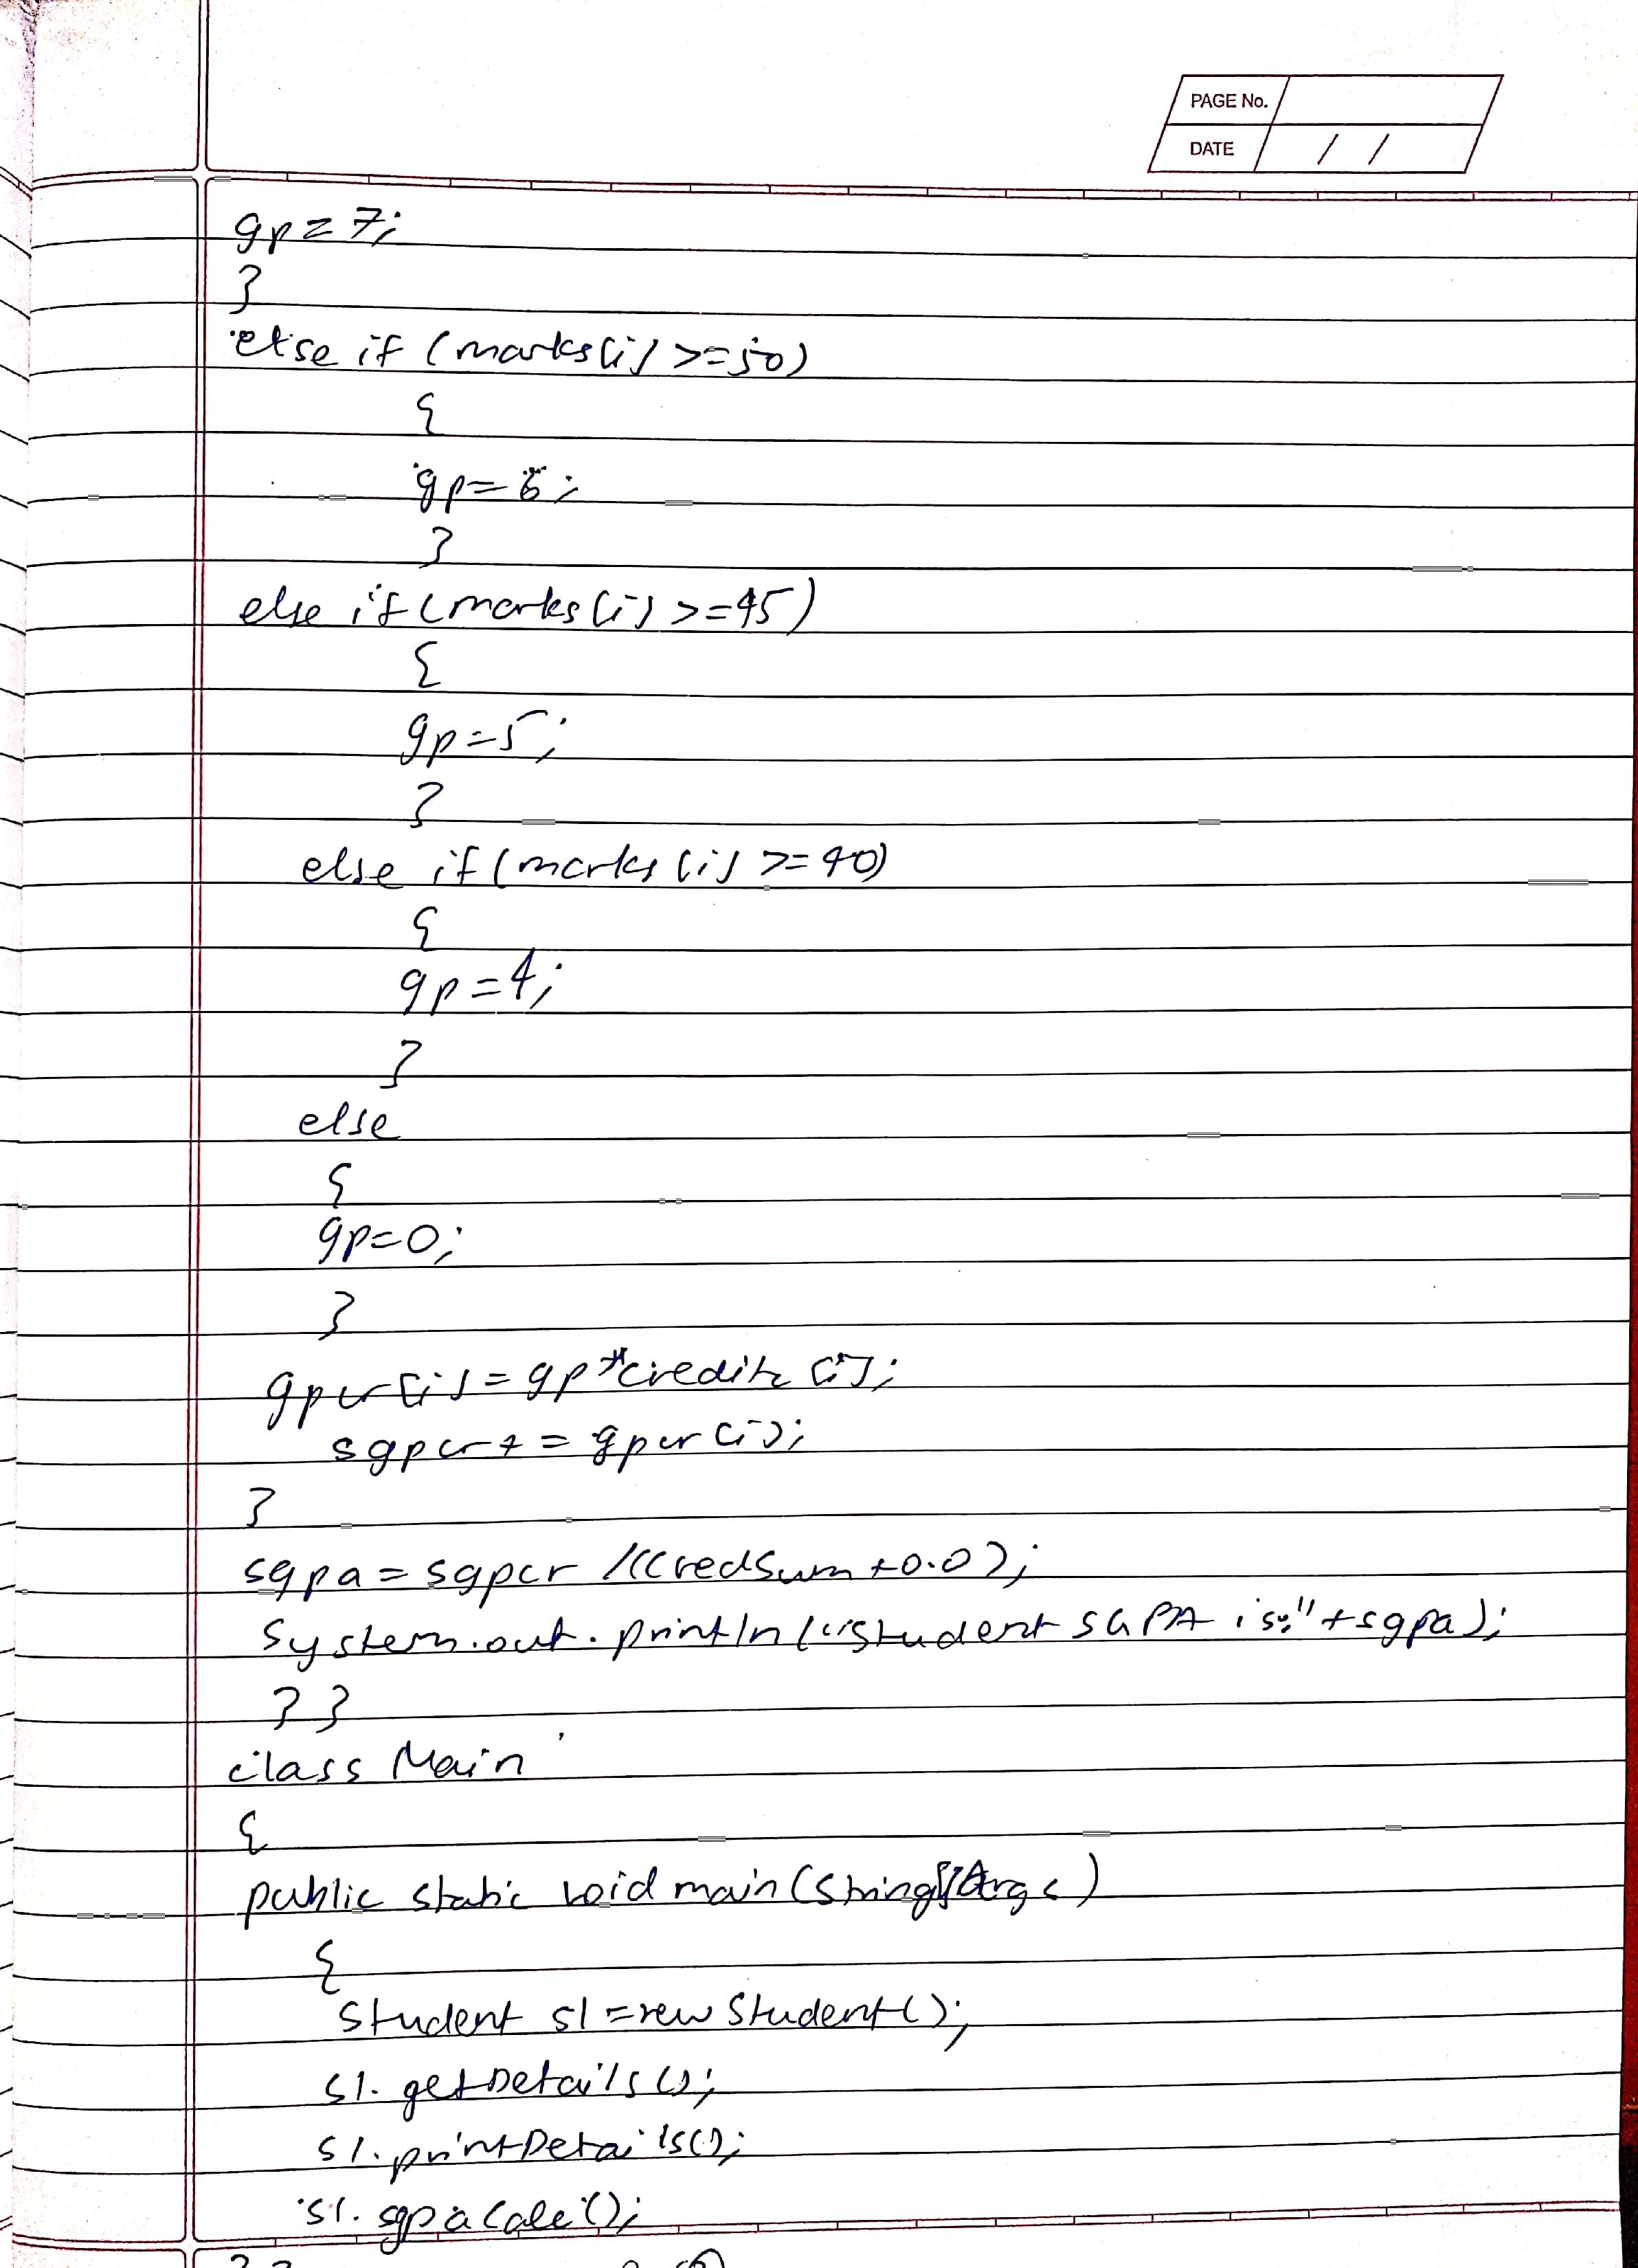 PAGE No.
DATE / /
gp = 7;
}
else if (marks[i] >= 50)
{
gp = 6;
}
else if (marks[i] >= 45)
{
gp = 5;
}
else if (marks[i] >= 40)
{
gp = 4;
}
else
{
gp = 0;
}
gpcr[i] = gp * credits[i];
sgpcr + = gpcr[i];
}
sgpa = sgpcr / (credSum + 0.0);
System.out.println("Student SGPA is:" + sgpa);
} }
class Main
{
public static void main (String[] Args)
{
Student s1 = new Student();
s1.getDetails();
s1.printDetails();
s1.sgpaCalc();
} }